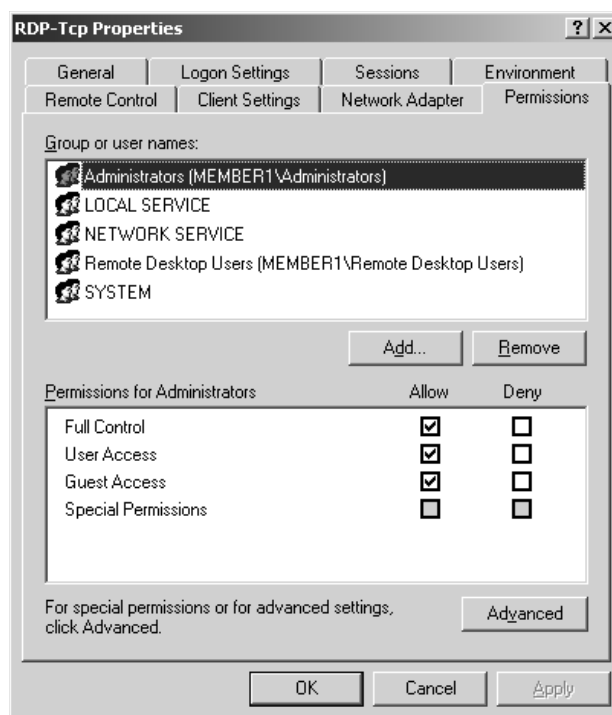 RDP-Tcp Properties
General Logon Settings Sessions Environment
Remote Control Client Settings Network Adapter Permissions
Group or user names:
Administrators (MEMBER1\Administrators)
LOCAL SERVICE
NETWORK SERVICE
Remote Desktop Users (MEMBER1\Remote Desktop Users)
SYSTEM
Add... Remove
Permissions for Administrators Allow Deny
Full Control
User Access
Guest Access
Special Permissions
For special permissions or for advanced settings,
click Advanced.
Advanced
OK Cancel Apply